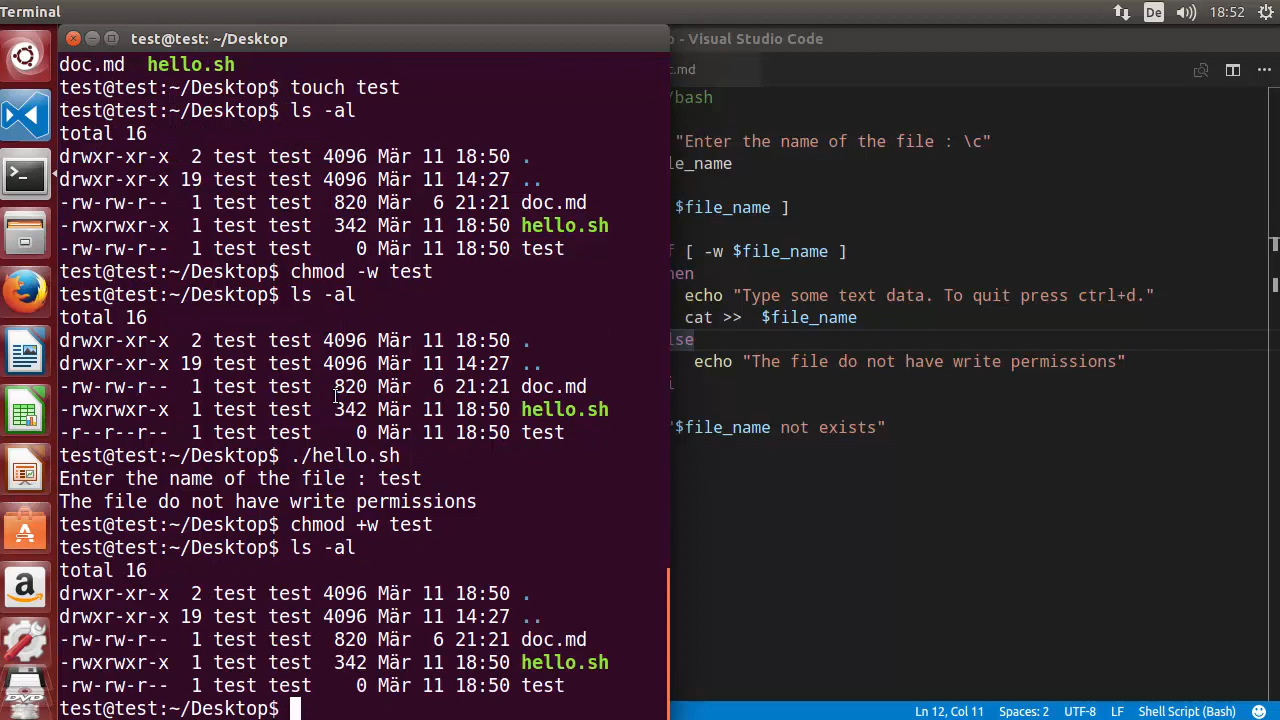 Terminal
De
18:52
test@test: ~/Desktop
doc.md  hello.sh
test@test:~/Desktop$ touch test
test@test:~/Desktop$ ls -al
total 16
drwxr-xr-x  2 test test 4096 Mär 11 18:50 .
drwxr-xr-x 19 test test 4096 Mär 11 14:27 ..
-rw-rw-r--  1 test test  820 Mär  6 21:21 doc.md
-rwxrwxr-x  1 test test  342 Mär 11 18:50 hello.sh
-rw-rw-r--  1 test test    0 Mär 11 18:50 test
test@test:~/Desktop$ chmod -w test
test@test:~/Desktop$ ls -al
total 16
drwxr-xr-x  2 test test 4096 Mär 11 18:50 .
drwxr-xr-x 19 test test 4096 Mär 11 14:27 ..
-rw-rw-r--  1 test test  820 Mär  6 21:21 doc.md
-rwxrwxr-x  1 test test  342 Mär 11 18:50 hello.sh
-r--r--r--  1 test test    0 Mär 11 18:50 test
test@test:~/Desktop$ ./hello.sh
Enter the name of the file : test
The file do not have write permissions
test@test:~/Desktop$ chmod +w test
test@test:~/Desktop$ ls -al
total 16
drwxr-xr-x  2 test test 4096 Mär 11 18:50 .
drwxr-xr-x 19 test test 4096 Mär 11 14:27 ..
-rw-rw-r--  1 test test  820 Mär  6 21:21 doc.md
-rwxrwxr-x  1 test test  342 Mär 11 18:50 hello.sh
-rw-rw-r--  1 test test    0 Mär 11 18:50 test
test@test:~/Desktop$
- Visual Studio Code
.md
/bash
"Enter the name of the file : \c"
le_name
$file_name ]
[ -w $file_name ]
en
echo "Type some text data. To quit press ctrl+d."
cat >>  $file_name
lse
echo "The file do not have write permissions"
i
"$file_name not exists"
Ln 12, Col 11
Spaces: 2
UTF-8
LF
Shell Script (Bash)
DVD